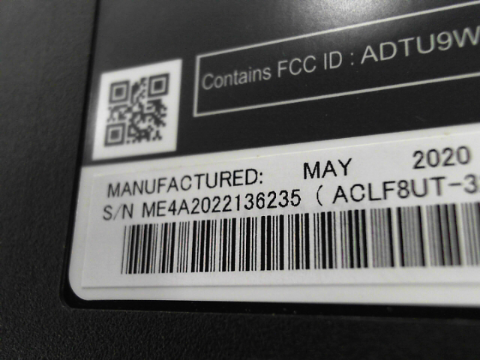 Contains FCC ID : ADTU9W
MANUFACTURED: MAY 2020
S/N ME4A2022136235 ( ACLF8UT-3